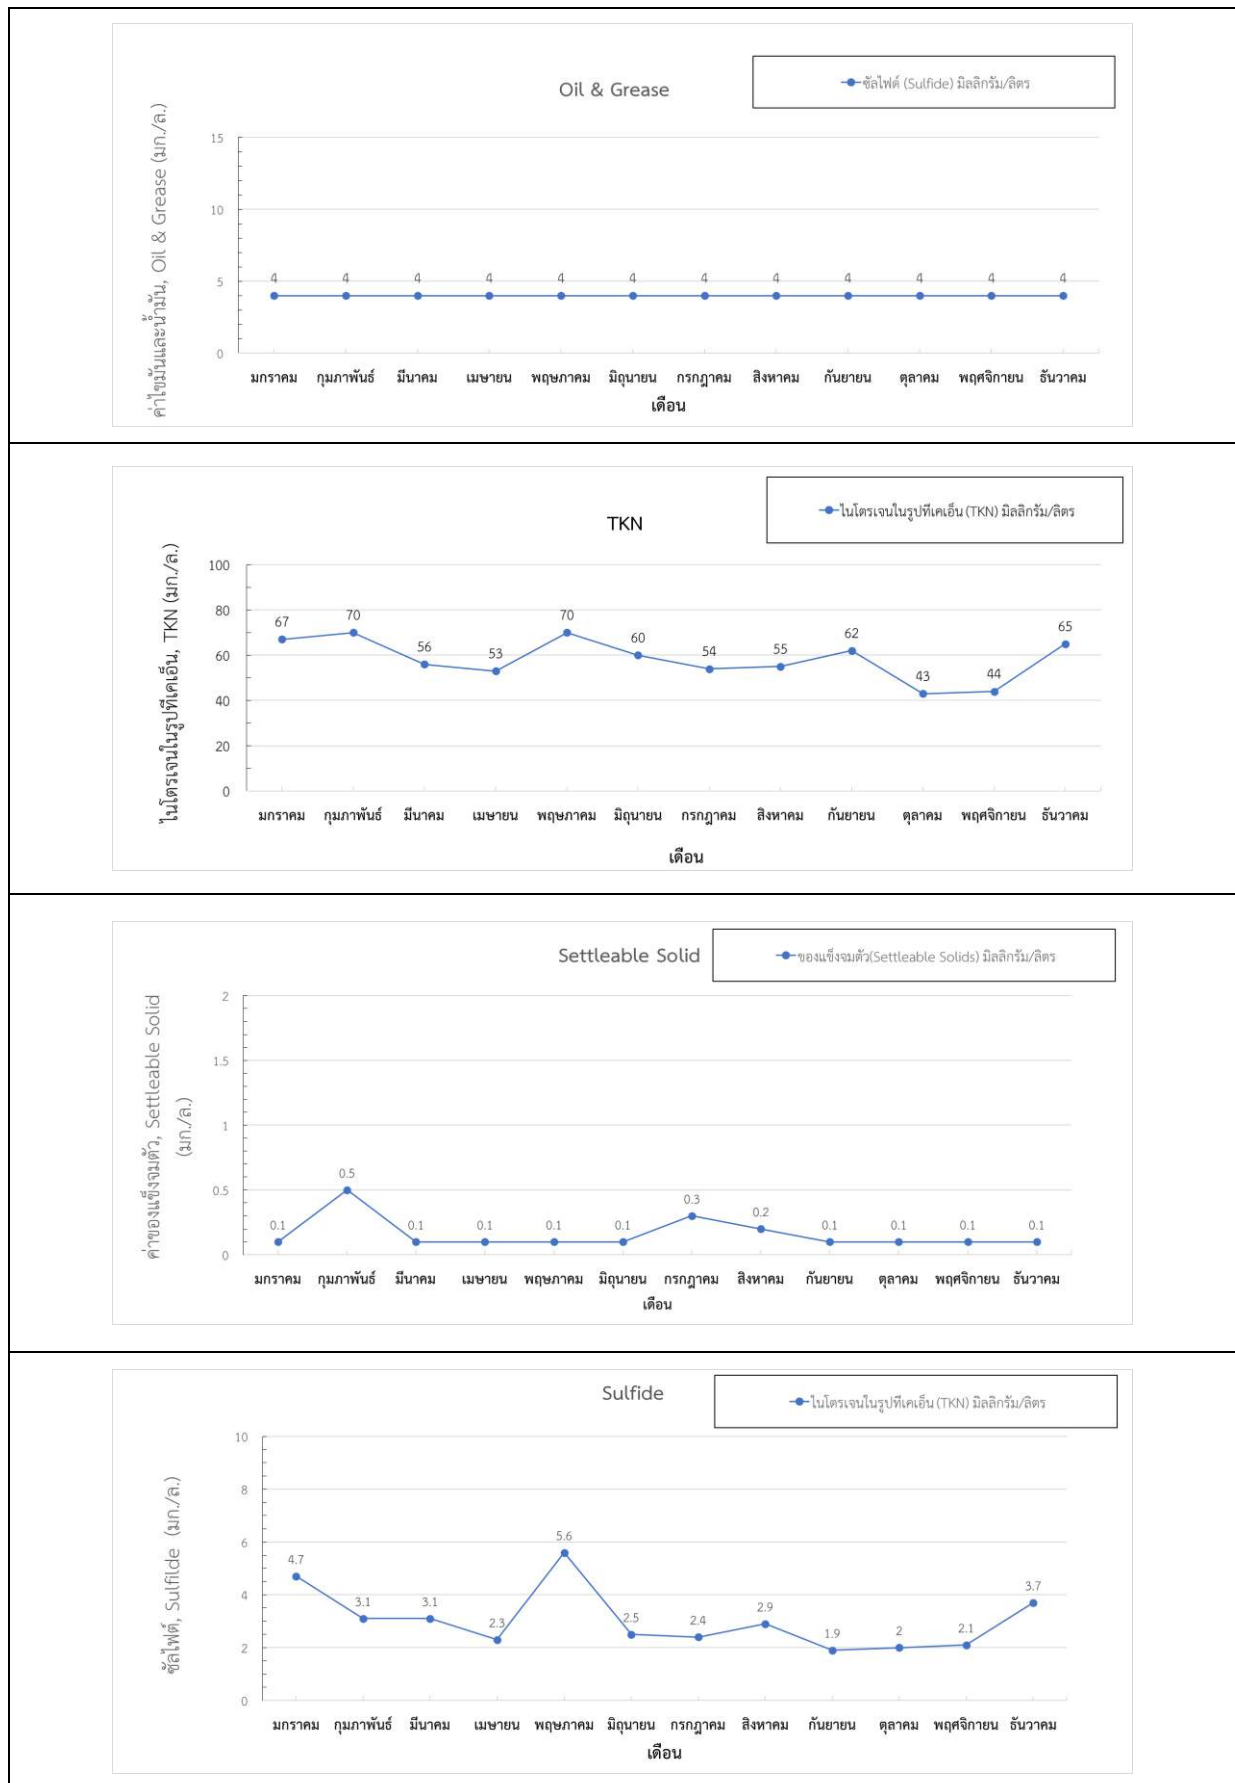 Oil & Grease
ซัลไฟด์ (Sulfide) มิลลิกรัม/ลิตร
ค่าไขมันและน้ำมัน, Oil & Grease (มก./ล.)
15
10
5
0
4 4 4 4 4 4 4 4 4 4 4 4
มกราคม กุมภาพันธ์ มีนาคม เมษายน พฤษภาคม มิถุนายน กรกฎาคม สิงหาคม กันยายน ตุลาคม พฤศจิกายน ธันวาคม
เดือน
TKN
ไนโตรเจนในรูปทีเคเอ็น (TKN) มิลลิกรัม/ลิตร
ไนโตรเจนในรูปทีเคเอ็น, TKN (มก./ล.)
100
80
60
40
20
0
67 70 56 53 70 60 54 55 62 43 44 65
มกราคม กุมภาพันธ์ มีนาคม เมษายน พฤษภาคม มิถุนายน กรกฎาคม สิงหาคม กันยายน ตุลาคม พฤศจิกายน ธันวาคม
เดือน
Settleable Solid
ของแข็งจมตัว(Settleable Solids) มิลลิกรัม/ลิตร
ค่าของแข็งจมตัว, Settleable Solid
(มก./ล.)
2
1.5
1
0.5
0
0.1 0.5 0.1 0.1 0.1 0.1 0.3 0.2 0.1 0.1 0.1 0.1
มกราคม กุมภาพันธ์ มีนาคม เมษายน พฤษภาคม มิถุนายน กรกฎาคม สิงหาคม กันยายน ตุลาคม พฤศจิกายน ธันวาคม
เดือน
Sulfide
ไนโตรเจนในรูปทีเคเอ็น (TKN) มิลลิกรัม/ลิตร
ซัลไฟด์, Sulfilde (มก./ล.)
10
8
6
4
2
0
4.7 3.1 3.1 2.3 5.6 2.5 2.4 2.9 1.9 2 2.1 3.7
มกราคม กุมภาพันธ์ มีนาคม เมษายน พฤษภาคม มิถุนายน กรกฎาคม สิงหาคม กันยายน ตุลาคม พฤศจิกายน ธันวาคม
เดือน